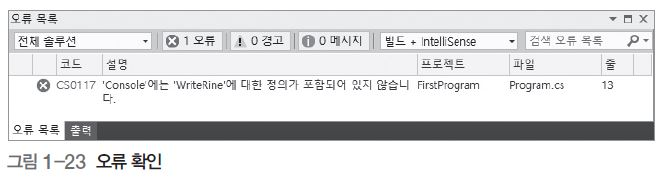 오류 목록
전체 솔루션 1 오류 0 경고 0 메시지 빌드 + IntelliSense 검색 오류 목록
코드 설명 프로젝트 파일 줄
CS0117 'Console'에는 'WriteRine'에 대한 정의가 포함되어 있지 않습니 FirstProgram Program.cs 13
다.
오류 목록 출력
그림 1-23 오류 확인